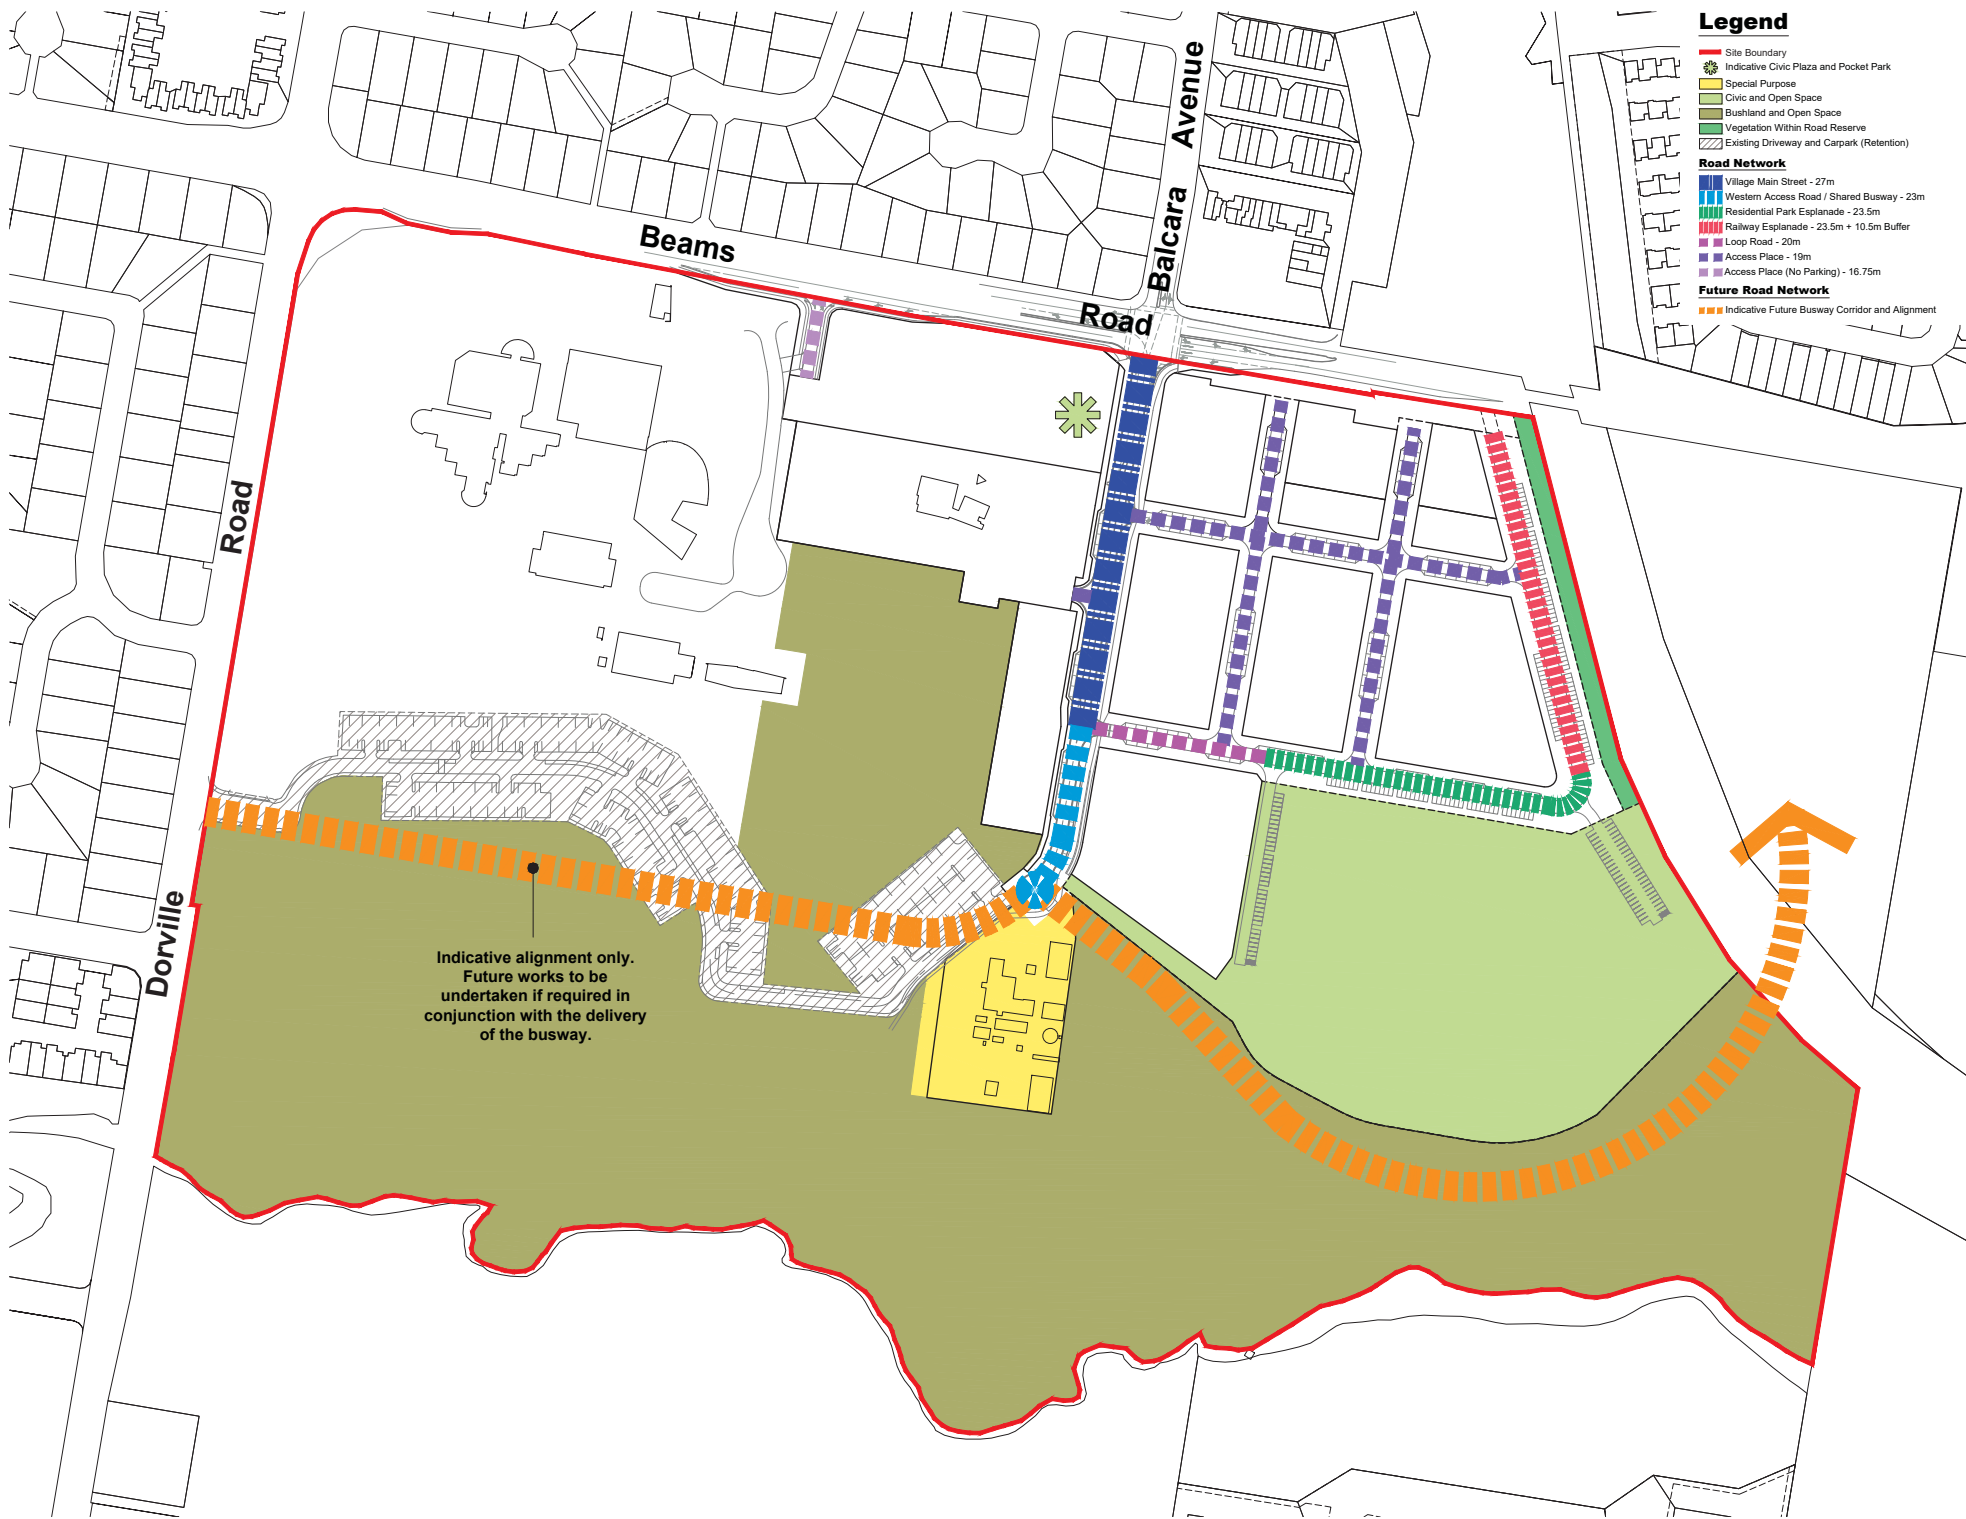 Legend
Site Boundary
Indicative Civic Plaza and Pocket Park
Special Purpose
Civic and Open Space
Bushland and Open Space
Vegetation Within Road Reserve
Existing Driveway and Carpark (Retention)
Road Network
Village Main Street - 27m
Western Access Road / Shared Busway - 23m
Residential Park Esplanade - 23.5m
Railway Esplanade - 23.5m + 10.5m Buffer
Loop Road - 20m
Access Place - 19m
Access Place (No Parking) - 16.75m
Future Road Network
Indicative Future Busway Corridor and Alignment
Beams
Road
Balcara Avenue
Dorville
Road
Indicative alignment only.
Future works to be
undertaken if required in
conjunction with the delivery
of the busway.